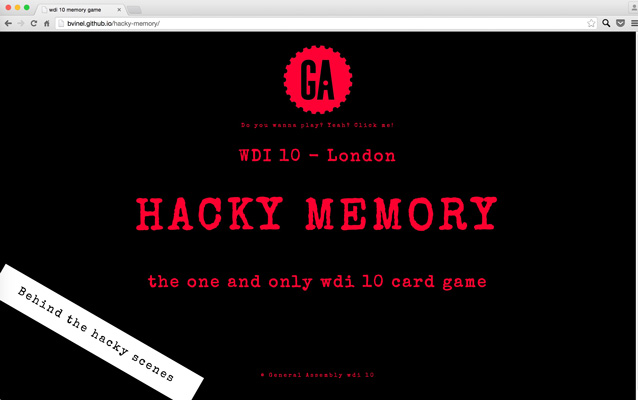 wdi 10 memory game
bvinel.github.io/hacky-memory/
GA
Do you wanna play? Yeah? Click me!
WDI 10 - London
HACKY MEMORY
the one and only wdi 10 card game
Behind the hacky scenes
* General Assembly wdi 10